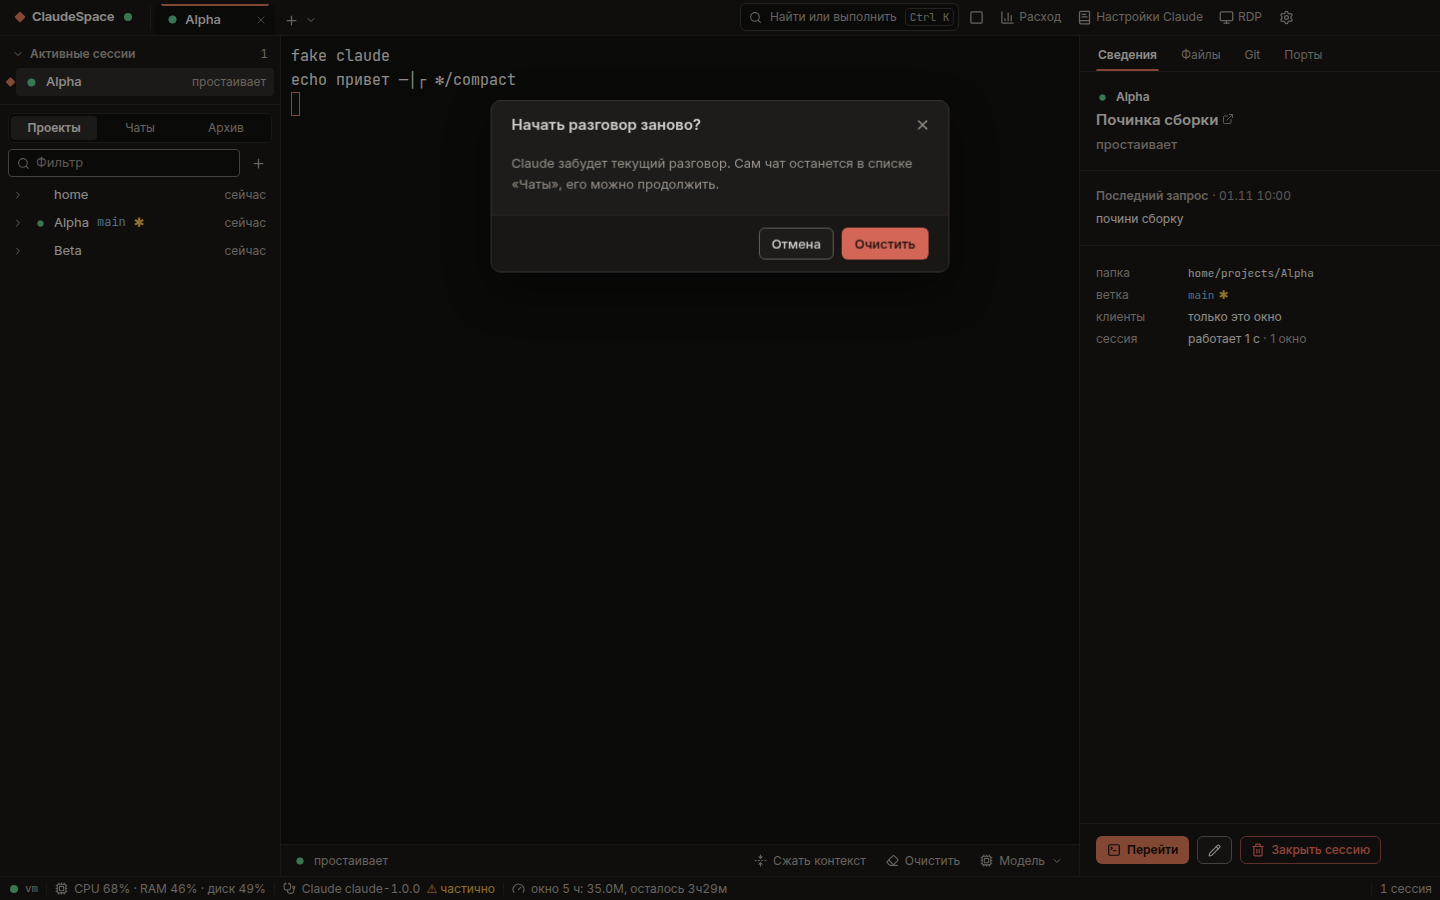 ClaudeSpace
Alpha
Найти или выполнить Ctrl K
Расход
Настройки Claude
RDP
Активные сессии 1
Alpha простаивает
Проекты Чаты Архив
Фильтр
home сейчас
Alpha main ✱ сейчас
Beta сейчас
fake claude
echo привет —│┌ ✻/compact
Начать разговор заново?
Claude забудет текущий разговор. Сам чат останется в списке
«Чаты», его можно продолжить.
Отмена Очистить
Сведения Файлы Git Порты
Alpha
Починка сборки
простаивает
Последний запрос · 01.11 10:00
почини сборку
папка home/projects/Alpha
ветка main ✱
клиенты только это окно
сессия работает 1 с · 1 окно
Перейти Закрыть сессию
простаивает Сжать контекст Очистить Модель
vm CPU 68% · RAM 46% · диск 49% Claude claude-1.0.0 ⚠ частично окно 5 ч: 35.0M, осталось 3ч29м 1 сессия